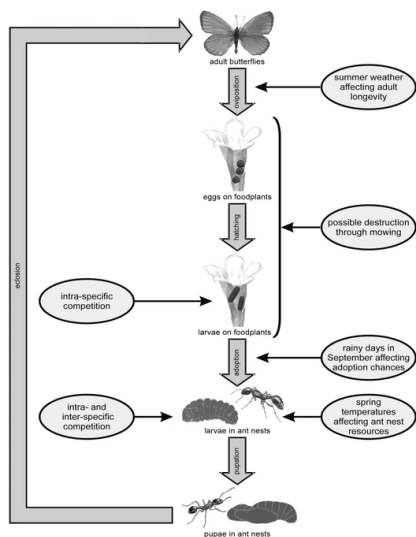 adult butterflies
oviposition
summer weather
affecting adult
longevity
eggs on foodplants
hatching
possible destruction
through mowing
eclosion
intra-specific
competition
larvae on foodplants
adoption
rainy days in
September affecting
adoption chances
intra- and
inter-specific
competition
larvae in ant nests
spring
temperatures
affecting ant nest
resources
pupation
pupae in ant nests